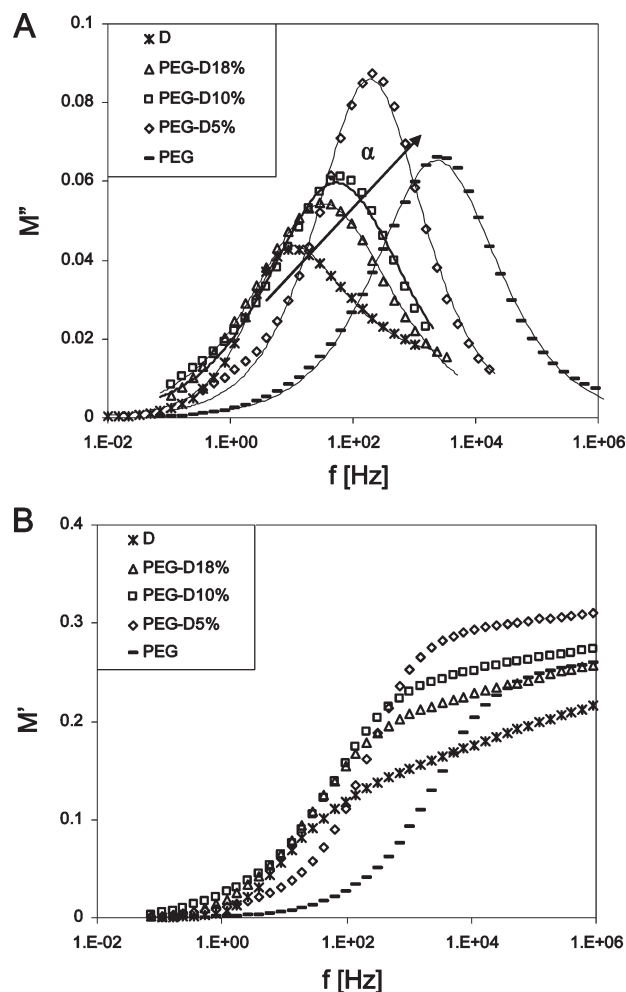 A
0.1
0.08
0.06
0.04
0.02
0
M"
D
PEG-D18%
PEG-D10%
PEG-D5%
PEG
α
1.E-02 1.E+00 1.E+02 1.E+04 1.E+06
f [Hz]
B
0.4
0.3
0.2
0.1
0
M'
D
PEG-D18%
PEG-D10%
PEG-D5%
PEG
1.E-02 1.E+00 1.E+02 1.E+04 1.E+06
f [Hz]